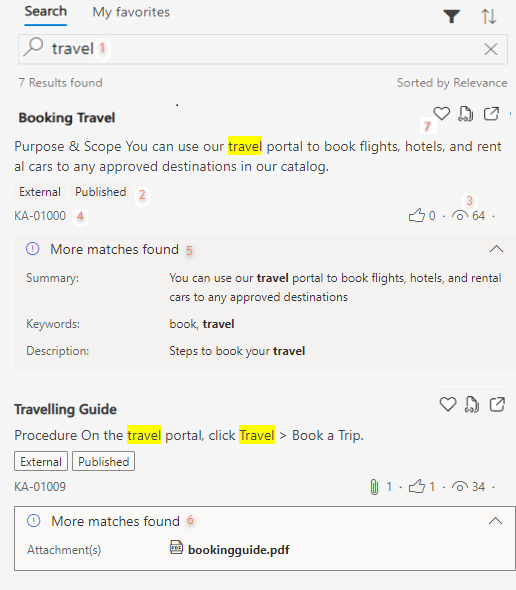 Search My favorites
travel 1
7 Results found Sorted by Relevance
Booking Travel
7
Purpose & Scope You can use our travel portal to book flights, hotels, and rent
al cars to any approved destinations in our catalog.
External Published 2
3
KA-01000 4 0 · 64 ·
More matches found 5
Summary: You can use our travel portal to book flights, hotels, and rental
cars to any approved destinations
Keywords: book, travel
Description: Steps to book your travel
Travelling Guide
Procedure On the travel portal, click Travel > Book a Trip.
External Published
KA-01009 1 · 1 · 34 ·
More matches found 6
Attachment(s) PDF bookingguide.pdf